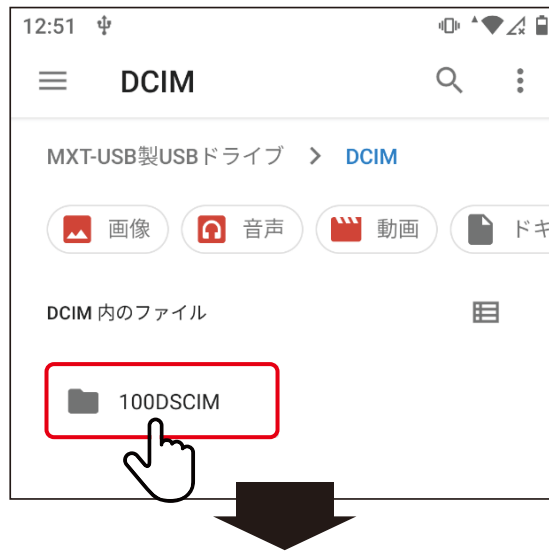 12:51
DCIM
MXT-USB製USBドライブ > DCIM
画像 音声 動画 ドキ
DCIM 内のファイル
100DSCIM